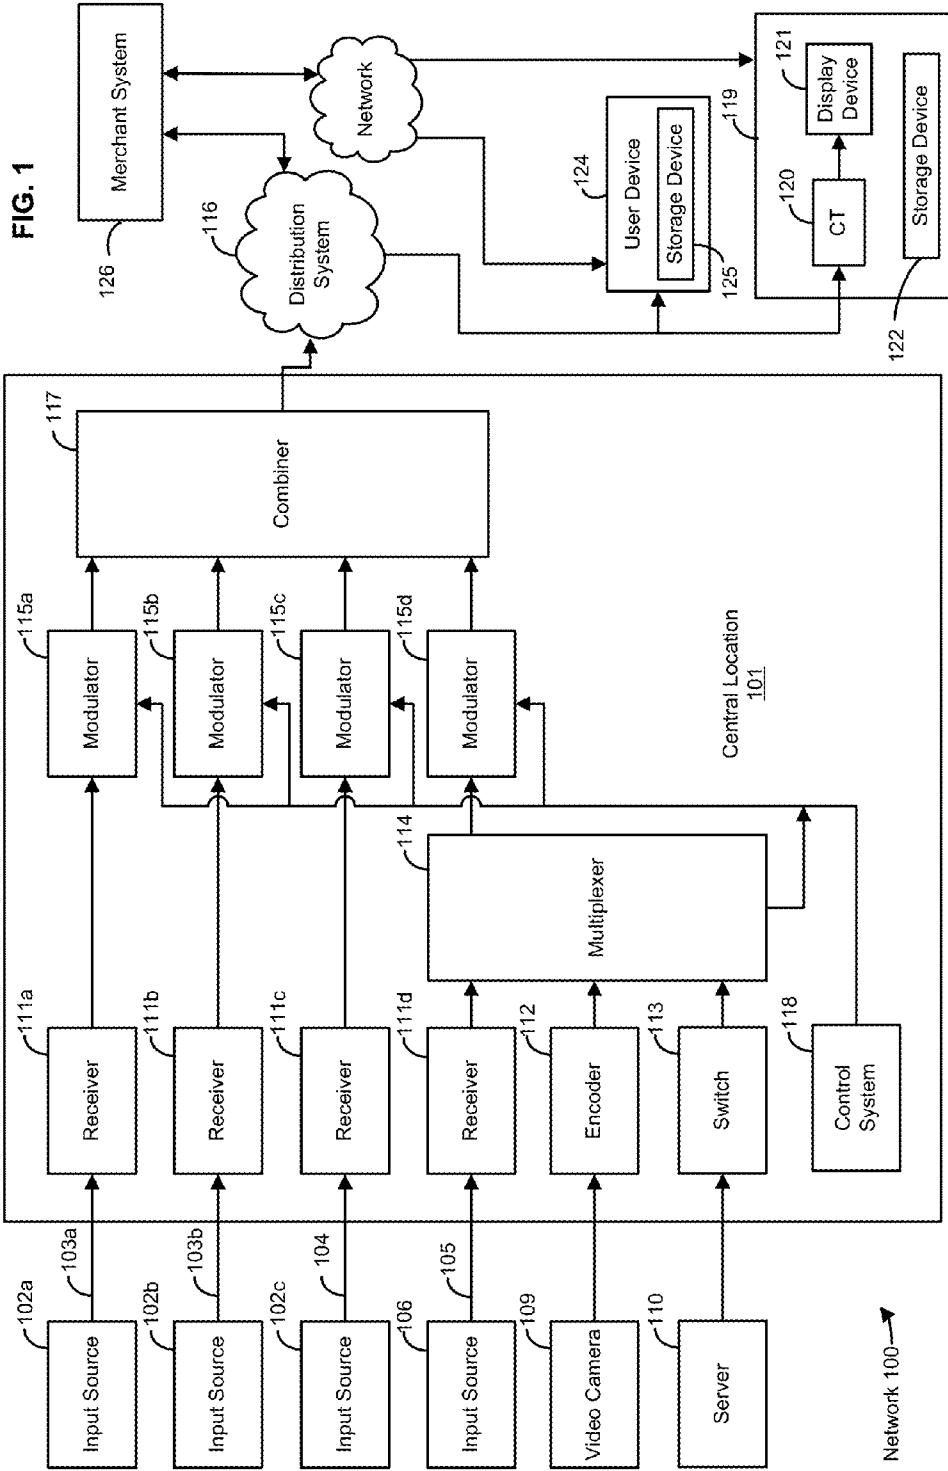 FIG. 1
102a
Input Source
103a
111a
Receiver
115a
Modulator
102b
Input Source
103b
111b
Receiver
115b
Modulator
102c
Input Source
104
111c
Receiver
115c
Modulator
106
Input Source
105
111d
Receiver
115d
Modulator
109
Video Camera
112
Encoder
110
Server
113
Switch
114
Multiplexer
118
Control
System
117
Combiner
Central Location
101
Network 100
116
Distribution
System
126
Merchant System
Network
124
User Device
Storage Device
125
119
120
CT
121
Display
Device
122
Storage Device